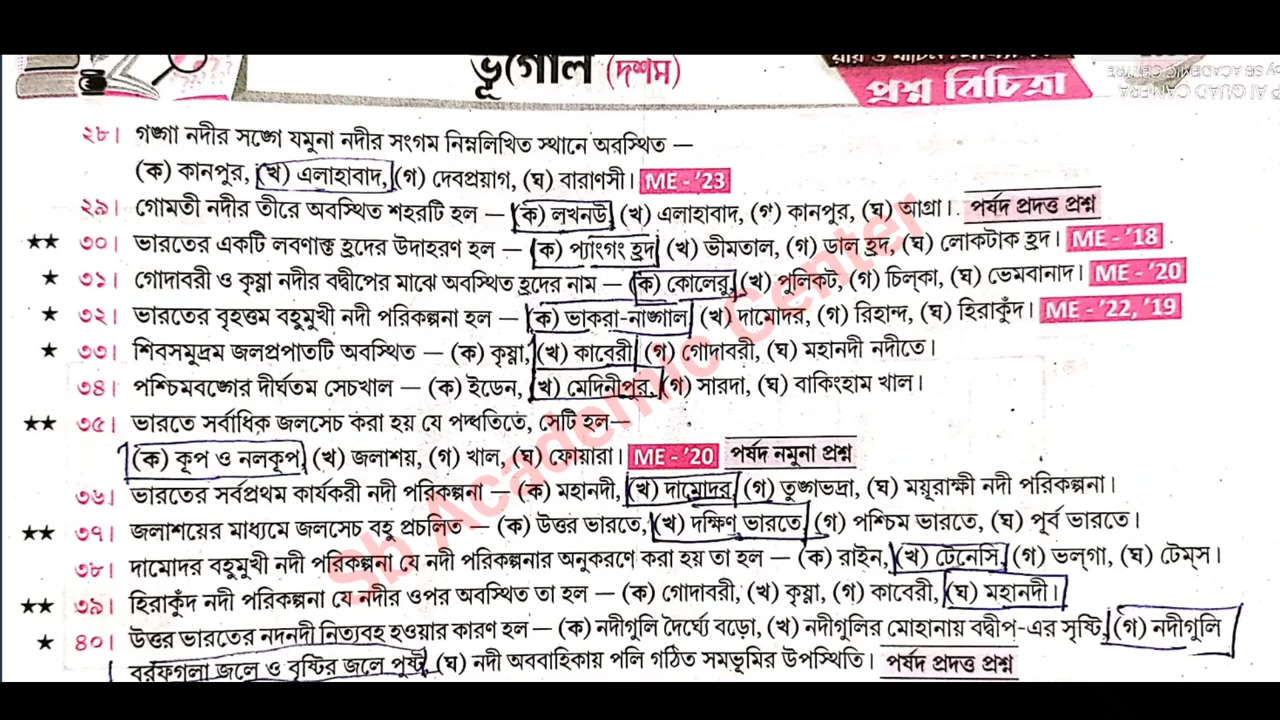 ভূগোল (দশম)
প্রশ্ন বিচিত্রা
২৮। গঙ্গা নদীর সঙ্গে যমুনা নদীর সংগম নিম্নলিখিত স্থানে অবস্থিত —
(ক) কানপুর, (খ) এলাহাবাদ, (গ) দেবপ্রয়াগ, (ঘ) বারাণসী। ME - ’23
২৯। গোমতী নদীর তীরে অবস্থিত শহরটি হল — (ক) লখনউ (খ) এলাহাবাদ, (গ) কানপুর, (ঘ) আগ্রা। পর্ষদ প্রদত্ত প্রশ্ন
★★ ৩০। ভারতের একটি লবণাক্ত হ্রদের উদাহরণ হল — (ক) প্যাংগং হ্রদ (খ) ভীমতাল, (গ) ডাল হ্রদ, (ঘ) লোকটাক হ্রদ। ME - ’18
★ ৩১। গোদাবরী ও কৃষ্ণা নদীর বদ্বীপের মাঝে অবস্থিত হ্রদের নাম — (ক) কোলেরু, (খ) পুলিকট, (গ) চিল্কা, (ঘ) ভেমবানাদ। ME - ’20
★ ৩২। ভারতের বৃহত্তম বহুমুখী নদী পরিকল্পনা হল — (ক) ভাকরা-নাঙ্গাল (খ) দামোদর, (গ) রিহান্দ, (ঘ) হিরাকুঁদ। ME - ’22, ’19
★ ৩৩। শিবসমুদ্রম জলপ্রপাতটি অবস্থিত — (ক) কৃষ্ণা, (খ) কাবেরী (গ) গোদাবরী, (ঘ) মহানদী নদীতে।
৩৪। পশ্চিমবঙ্গের দীর্ঘতম সেচখাল — (ক) ইডেন, (খ) মেদিনীপুর, (গ) সারদা, (ঘ) বাকিংহাম খাল।
★★ ৩৫। ভারতে সর্বাধিক জলসেচ করা হয় যে পদ্ধতিতে, সেটি হল—
(ক) কূপ ও নলকূপ, (খ) জলাশয়, (গ) খাল, (ঘ) ফোয়ারা। ME - ’20 পর্ষদ নমুনা প্রশ্ন
৩৬। ভারতের সর্বপ্রথম কার্যকরী নদী পরিকল্পনা — (ক) মহানদী, (খ) দামোদর, (গ) তুঙ্গভদ্রা, (ঘ) ময়ূরাক্ষী নদী পরিকল্পনা।
★★ ৩৭। জলাশয়ের মাধ্যমে জলসেচ বহু প্রচলিত — (ক) উত্তর ভারতে, (খ) দক্ষিণ ভারতে, (গ) পশ্চিম ভারতে, (ঘ) পূর্ব ভারতে।
৩৮। দামোদর বহুমুখী নদী পরিকল্পনা যে নদী পরিকল্পনার অনুকরণে করা হয় তা হল — (ক) রাইন, (খ) টেনেসি, (গ) ভল্গা, (ঘ) টেম্স।
★★ ৩৯। হিরাকুঁদ নদী পরিকল্পনা যে নদীর ওপর অবস্থিত তা হল — (ক) গোদাবরী, (খ) কৃষ্ণা, (গ) কাবেরী, (ঘ) মহানদী।
★ ৪০। উত্তর ভারতের নদনদী নিত্যবহ হওয়ার কারণ হল — (ক) নদীগুলি দৈর্ঘ্যে বড়ো, (খ) নদীগুলির মোহানায় বদ্বীপ-এর সৃষ্টি, (গ) নদীগুলি
বরফগলা জলে ও বৃষ্টির জলে পুষ্ট, (ঘ) নদী অববাহিকায় পলি গঠিত সমভূমির উপস্থিতি। পর্ষদ প্রদত্ত প্রশ্ন
Sb Academic Center